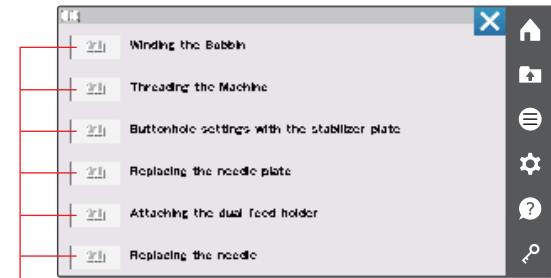 Winding the Bobbin
Threading the Machine
Buttonhole settings with the stabilizer plate
Replacing the needle plate
Attaching the dual feed holder
Replacing the needle